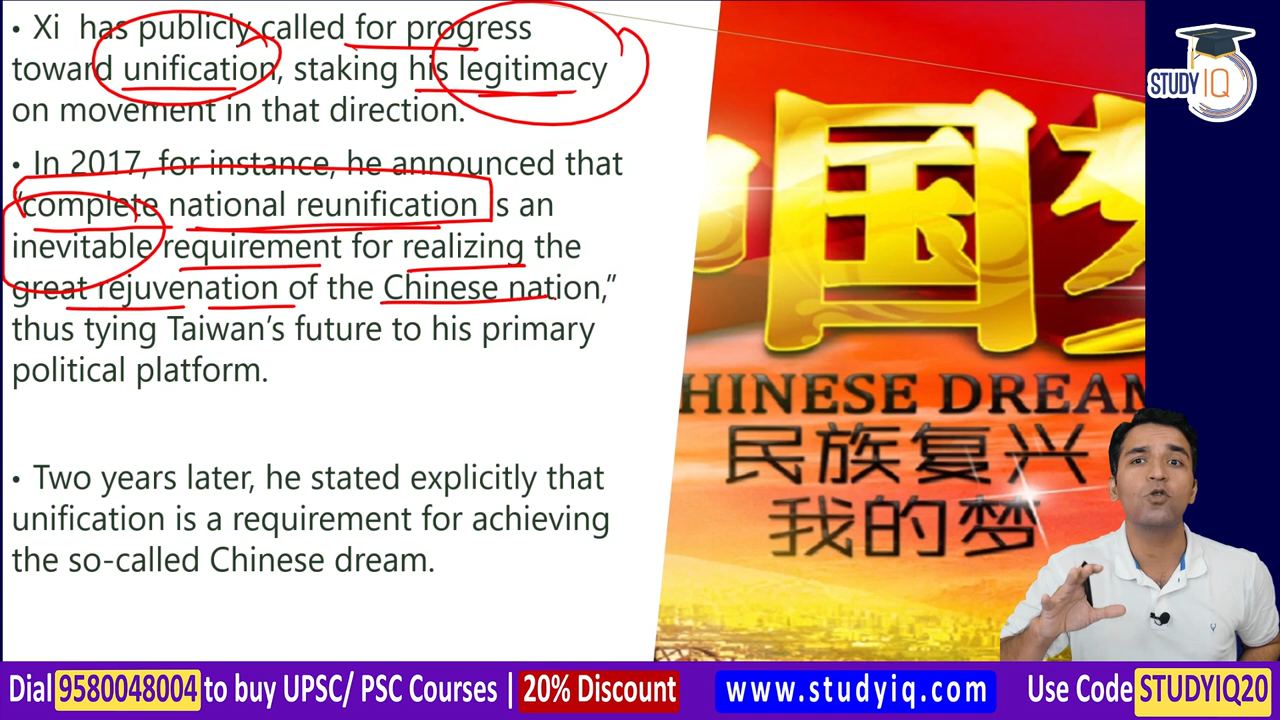 • Xi has publicly called for progress
toward unification, staking his legitimacy
on movement in that direction.
• In 2017, for instance, he announced that
“complete national reunification is an
inevitable requirement for realizing the
great rejuvenation of the Chinese nation,”
thus tying Taiwan’s future to his primary
political platform.
• Two years later, he stated explicitly that
unification is a requirement for achieving
the so-called Chinese dream.
中国梦
HINESE DREAM
民族复兴
我的梦
STUDY IQ
Dial 9580048004 to buy UPSC/ PSC Courses | 20% Discount
www.studyiq.com
Use Code STUDYIQ20